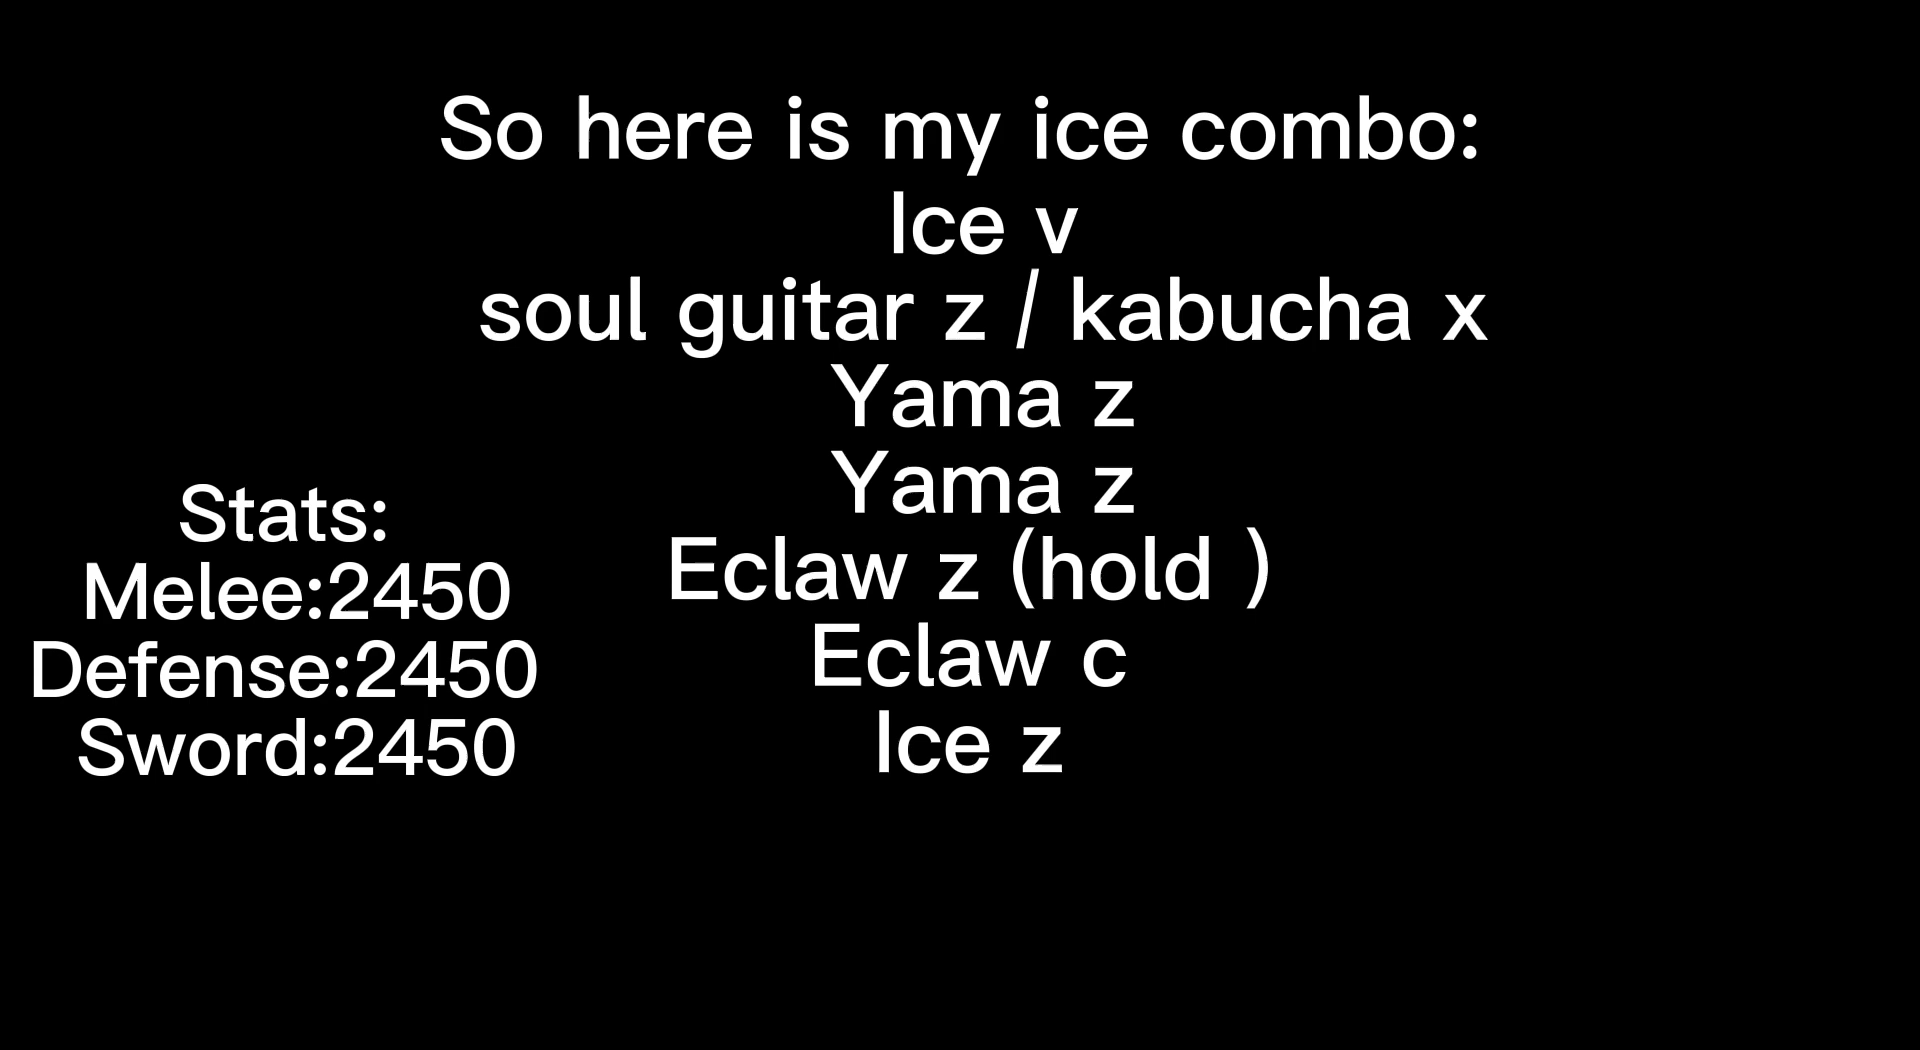 So here is my ice combo:
Ice v
soul guitar z / kabucha x
Yama z
Yama z
Eclaw z (hold )
Eclaw c
Ice z
Stats:
Melee:2450
Defense:2450
Sword:2450